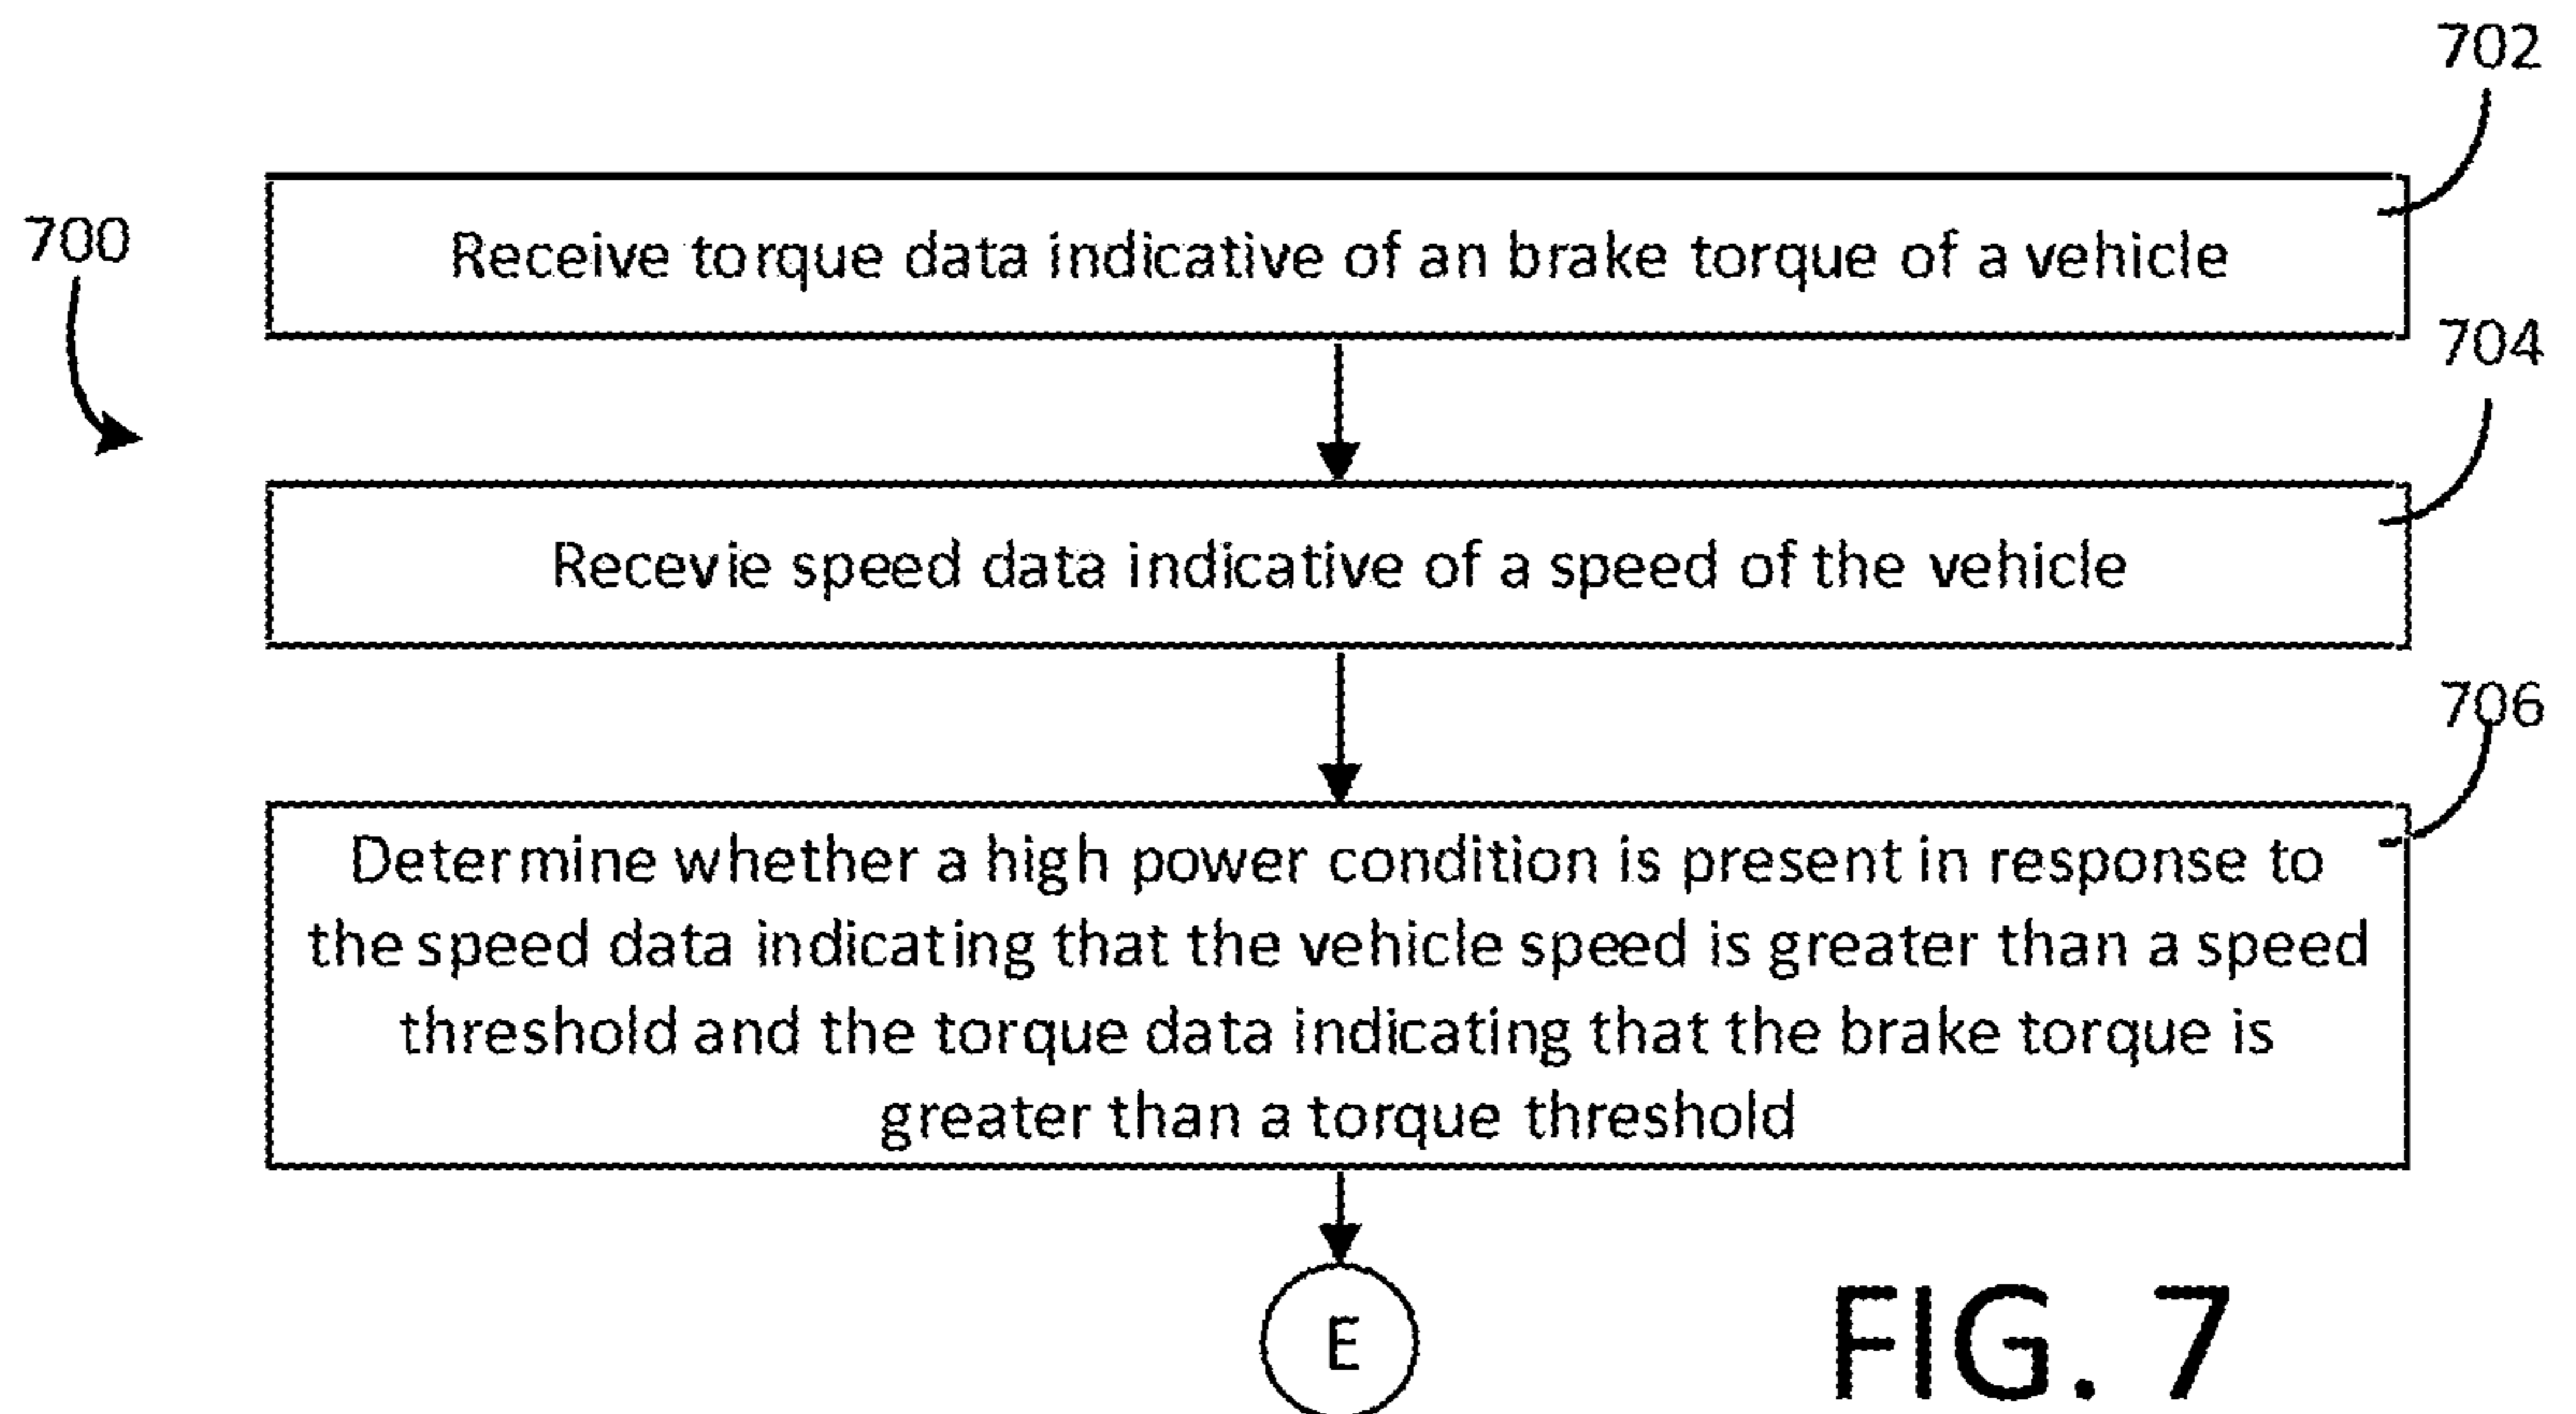 702
700
Receive torque data indicative of an brake torque of a vehicle
704
Recevie speed data indicative of a speed of the vehicle
706
Determine whether a high power condition is present in response to
the speed data indicating that the vehicle speed is greater than a speed
threshold and the torque data indicating that the brake torque is
greater than a torque threshold
E
FIG. 7